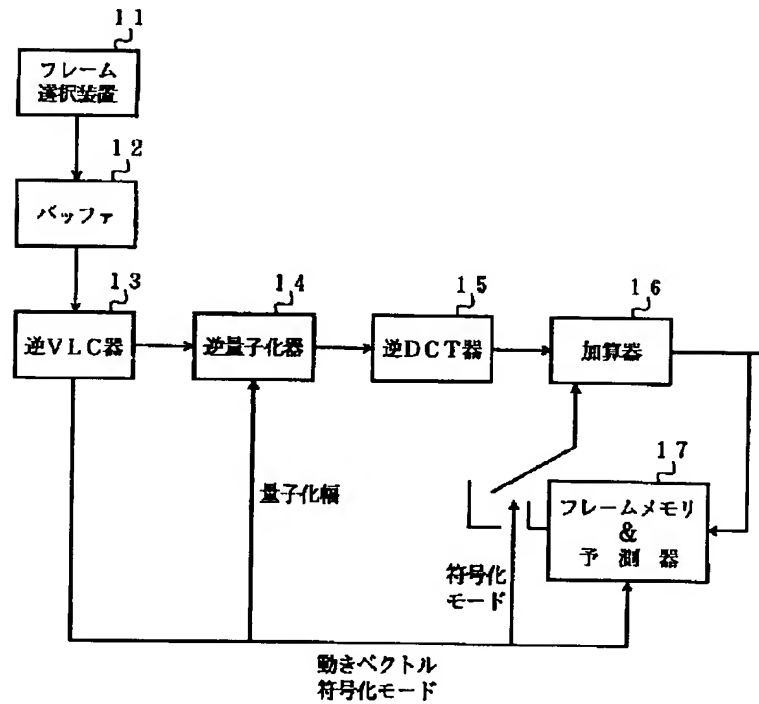 11
フレーム
選択装置
12
バッファ
13
逆VLC器
14
逆量子化器
15
逆DCT器
16
加算器
17
フレームメモリ
&
予測器
量子化幅
符号化
モード
動きベクトル
符号化モード